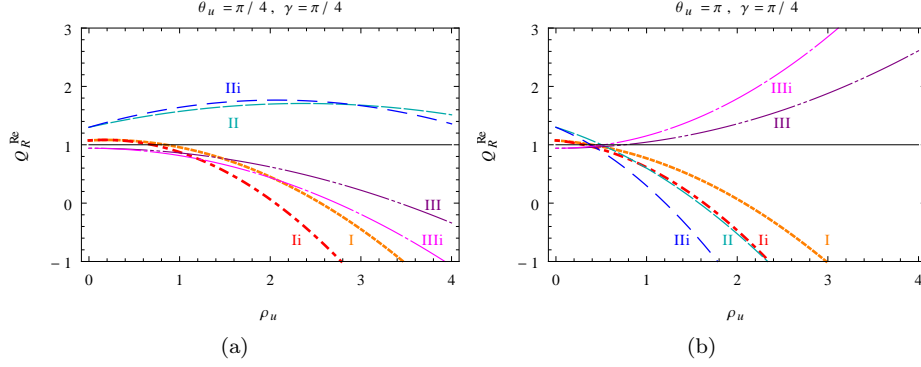 θu = π / 4 , γ = π / 4
3
2
1
0
− 1
0
1
2
3
4
Q R Re
ρu
IIi
II
III
Ii
I
IIIi
(a)
θu = π , γ = π / 4
3
2
1
0
− 1
0
1
2
3
4
Q R Re
ρu
IIIi
III
IIi
II
Ii
I
(b)